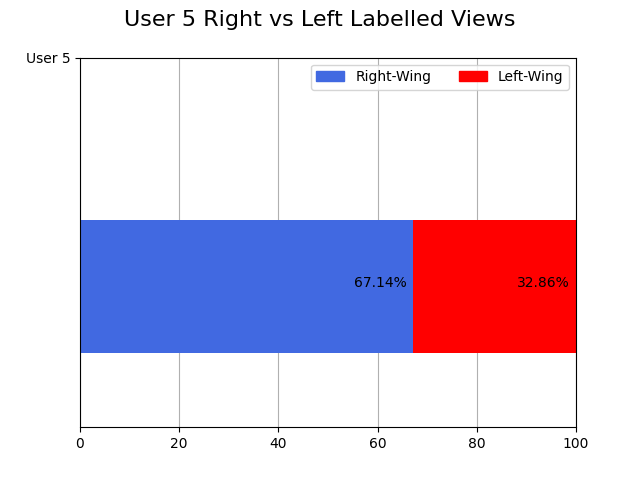 User 5 Right vs Left Labelled Views
User 5
Right-Wing Left-Wing
67.14% 32.86%
0 20 40 60 80 100